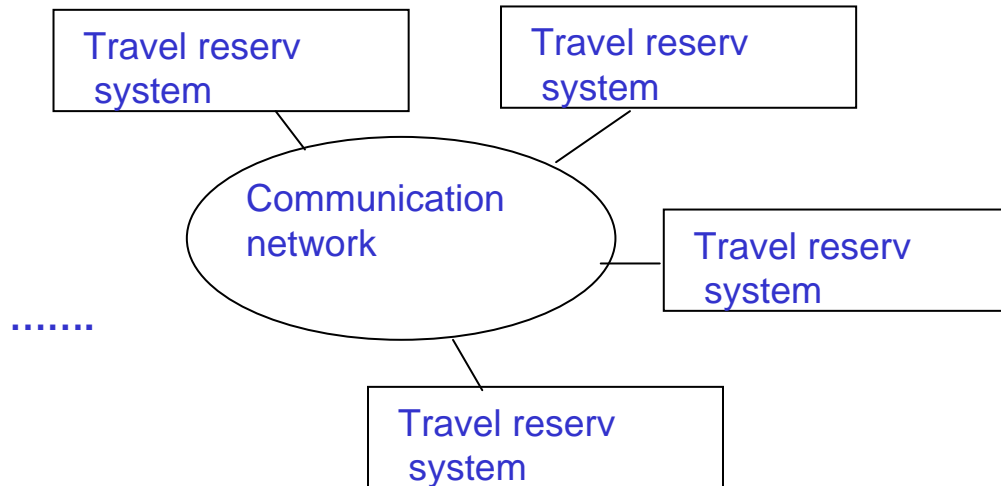 Travel reserv
system
Travel reserv
system
Communication
network
Travel reserv
system
.......
Travel reserv
system